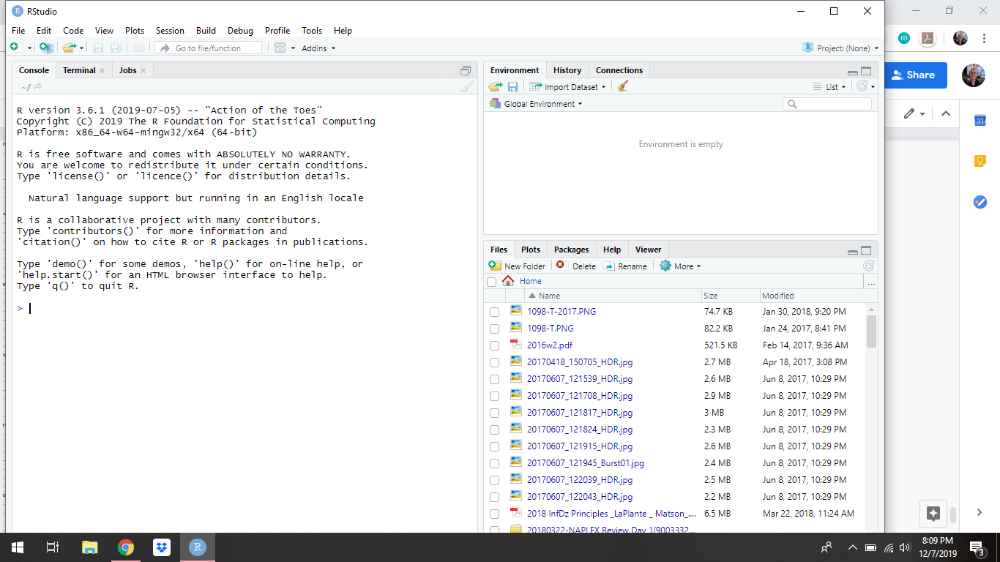 RStudio
File Edit Code View Plots Session Build Debug Profile Tools Help
Go to file/function Addins Project: (None)
Console Terminal Jobs
~/
R version 3.6.1 (2019-07-05) -- "Action of the Toes"
Copyright (C) 2019 The R Foundation for Statistical Computing
Platform: x86_64-w64-mingw32/x64 (64-bit)
R is free software and comes with ABSOLUTELY NO WARRANTY.
You are welcome to redistribute it under certain conditions.
Type 'license()' or 'licence()' for distribution details.
Natural language support but running in an English locale
R is a collaborative project with many contributors.
Type 'contributors()' for more information and
'citation()' on how to cite R or R packages in publications.
Type 'demo()' for some demos, 'help()' for on-line help, or
'help.start()' for an HTML browser interface to help.
Type 'q()' to quit R.
>
Environment History Connections
Import Dataset List
Global Environment
Environment is empty
Files Plots Packages Help Viewer
New Folder Delete Rename More
Home ...
Name Size Modified
1098-T-2017.PNG 74.7 KB Jan 30, 2018, 9:20 PM
1098-T.PNG 82.2 KB Jan 24, 2017, 8:41 PM
2016w2.pdf 521.5 KB Feb 14, 2017, 9:36 AM
20170418_150705_HDR.jpg 2.7 MB Apr 18, 2017, 3:08 PM
20170607_121539_HDR.jpg 2.6 MB Jun 8, 2017, 10:29 PM
20170607_121708_HDR.jpg 2.9 MB Jun 8, 2017, 10:29 PM
20170607_121817_HDR.jpg 3 MB Jun 8, 2017, 10:29 PM
20170607_121824_HDR.jpg 2.3 MB Jun 8, 2017, 10:29 PM
20170607_121915_HDR.jpg 2.6 MB Jun 8, 2017, 10:29 PM
20170607_121945_Burst01.jpg 2.4 MB Jun 8, 2017, 10:29 PM
20170607_122039_HDR.jpg 2.5 MB Jun 8, 2017, 10:29 PM
20170607_122043_HDR.jpg 2.2 MB Jun 8, 2017, 10:29 PM
2018 InfDz Principles _LaPlante _ Matson_.... 6.5 MB Mar 22, 2018, 11:24 AM
20180322-NAPLEX Review Day 1(9003332...
m
Share
31
R
8:09 PM
12/7/2019
3